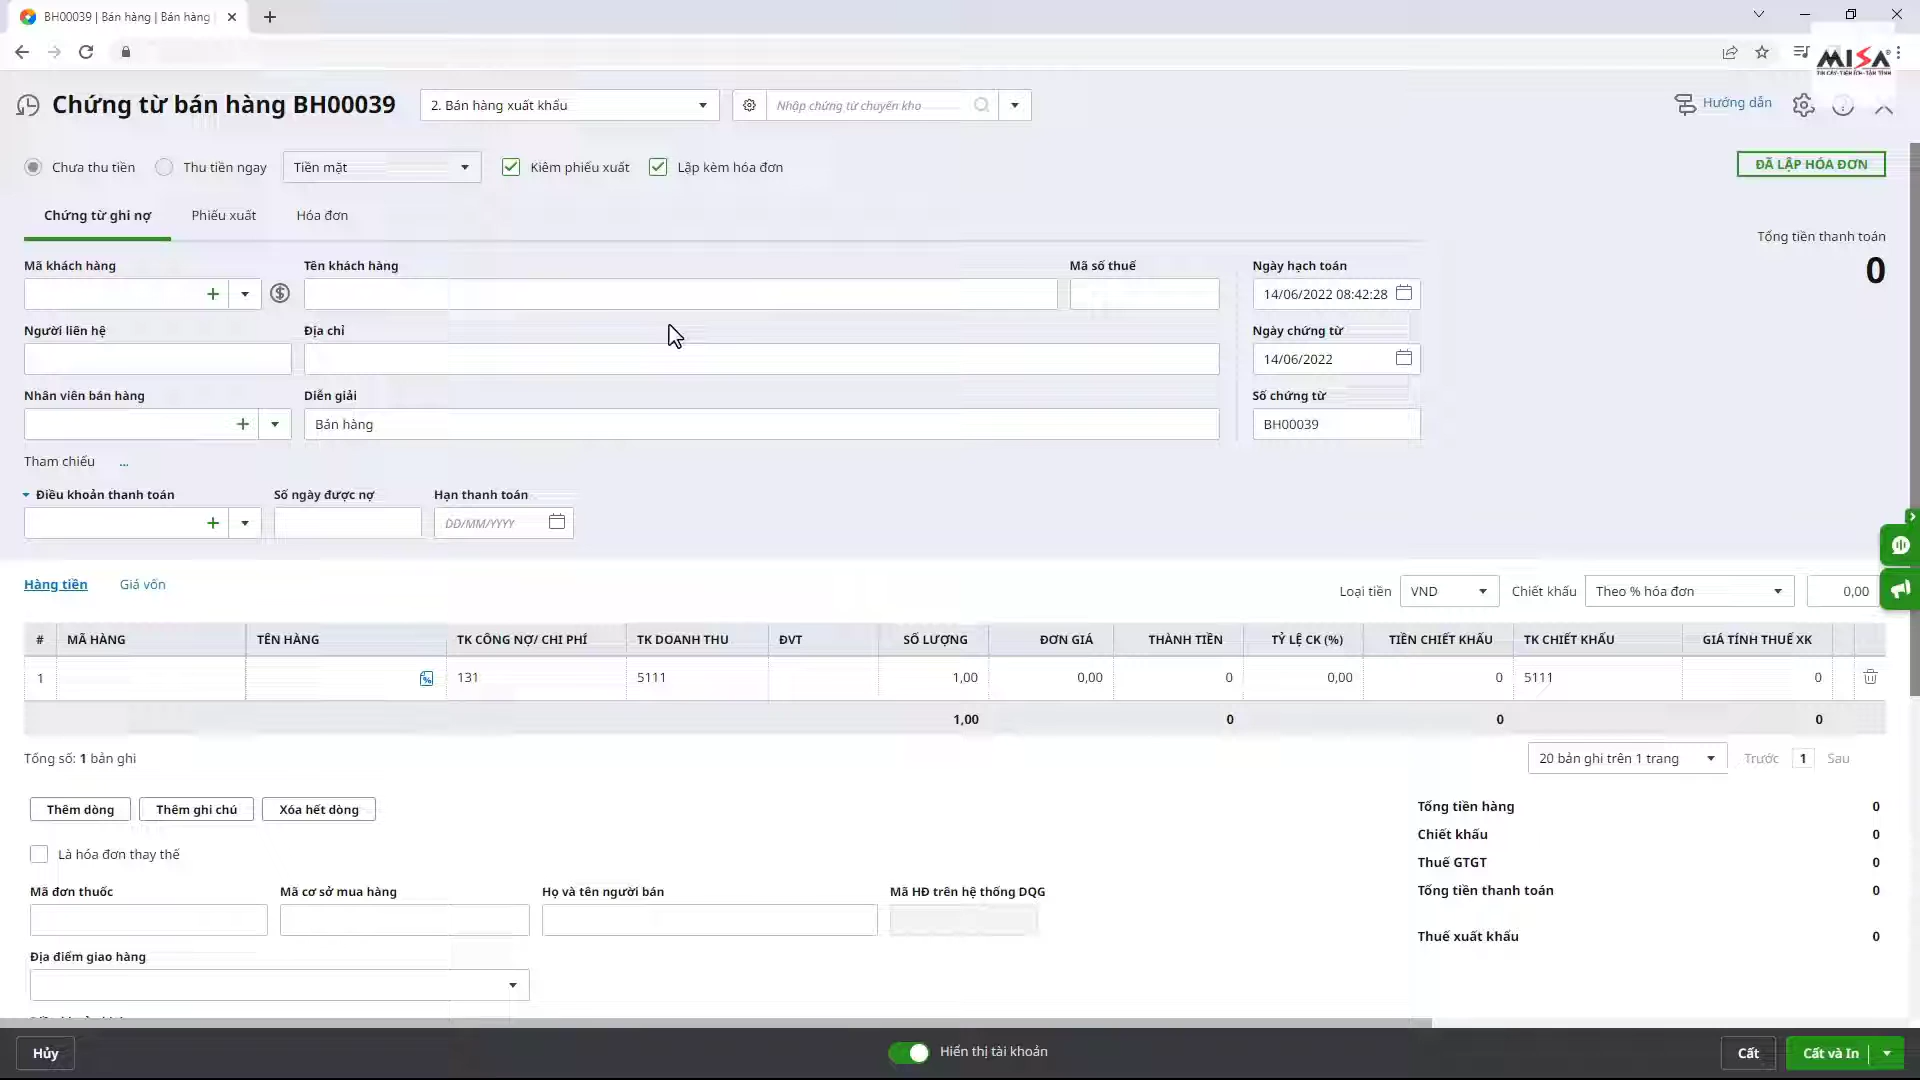 BH00039 | Bán hàng | Bán hàng
MISA
TIN CẬY - TIỆN ÍCH - TẬN TÌNH
Chứng từ bán hàng BH00039
2. Bán hàng xuất khẩu
Nhập chứng từ chuyển kho
Hướng dẫn
Chưa thu tiền
Thu tiền ngay
Tiền mặt
Kiêm phiếu xuất
Lập kèm hóa đơn
ĐÃ LẬP HÓA ĐƠN
Chứng từ ghi nợ
Phiếu xuất
Hóa đơn
Tổng tiền thanh toán
0
Mã khách hàng
Tên khách hàng
Mã số thuế
Ngày hạch toán
14/06/2022 08:42:28
Người liên hệ
Địa chỉ
Ngày chứng từ
14/06/2022
Nhân viên bán hàng
Diễn giải
Số chứng từ
Bán hàng
BH00039
Tham chiếu ...
Điều khoản thanh toán
Số ngày được nợ
Hạn thanh toán
DD/MM/YYYY
Hàng tiền
Giá vốn
Loại tiền
VND
Chiết khấu
Theo % hóa đơn
0,00
# MÃ HÀNG TÊN HÀNG TK CÔNG NỢ/ CHI PHÍ TK DOANH THU ĐVT SỐ LƯỢNG ĐƠN GIÁ THÀNH TIỀN TỶ LỆ CK (%) TIỀN CHIẾT KHẤU TK CHIẾT KHẤU GIÁ TÍNH THUẾ XK
1 131 5111 1,00 0,00 0 0,00 0 5111 0
1,00 0 0 0
Tổng số: 1 bản ghi
20 bản ghi trên 1 trang
Trước 1 Sau
Thêm dòng
Thêm ghi chú
Xóa hết dòng
Tổng tiền hàng 0
Chiết khấu 0
Thuế GTGT 0
Tổng tiền thanh toán 0
Thuế xuất khẩu 0
Là hóa đơn thay thế
Mã đơn thuốc
Mã cơ sở mua hàng
Họ và tên người bán
Mã HĐ trên hệ thống DQG
Địa điểm giao hàng
Hủy
Hiển thị tài khoản
Cất
Cất và In